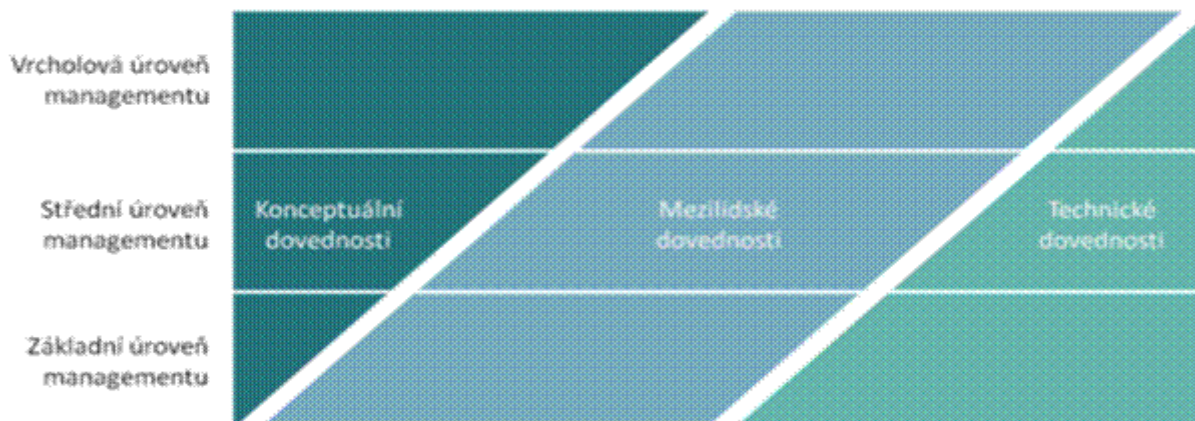 Vrcholová úroveň
managementu
Střední úroveň
managementu
Konceptuální
dovednosti
Mezilidské
dovednosti
Technické
dovednosti
Základní úroveň
managementu